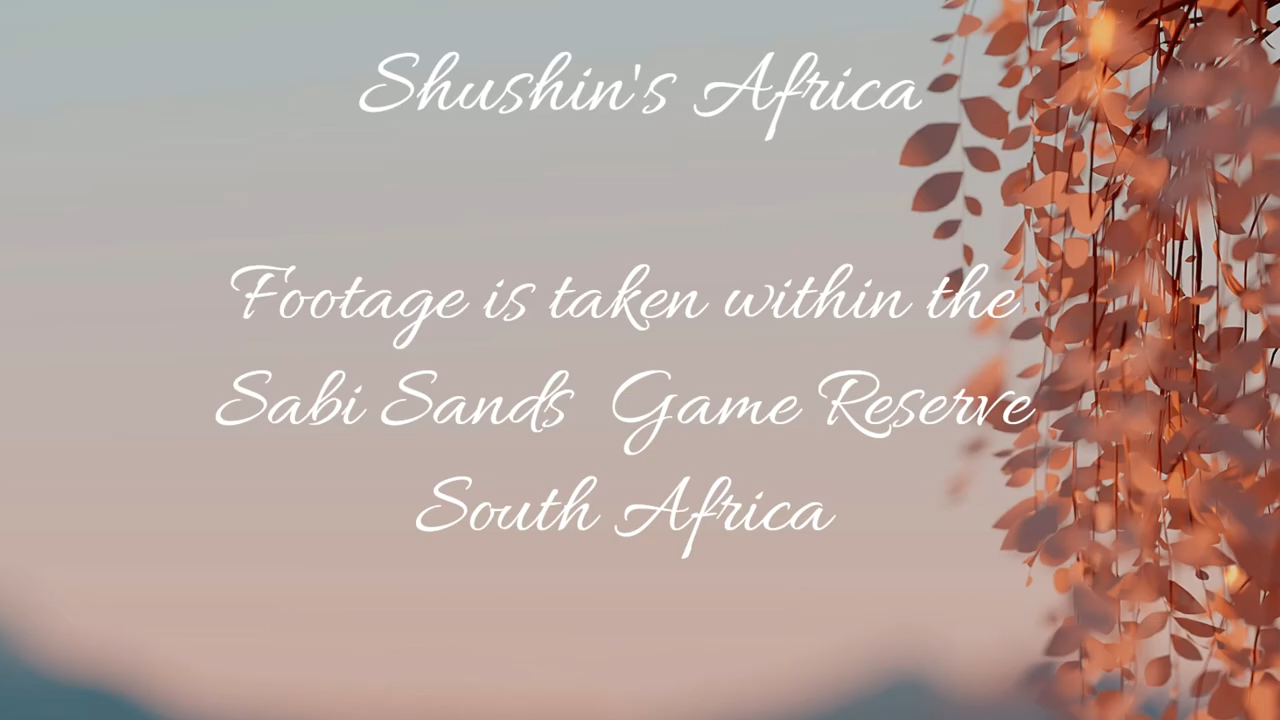 Shushin's Africa
Footage is taken within the
Sabi Sands Game Reserve
South Africa